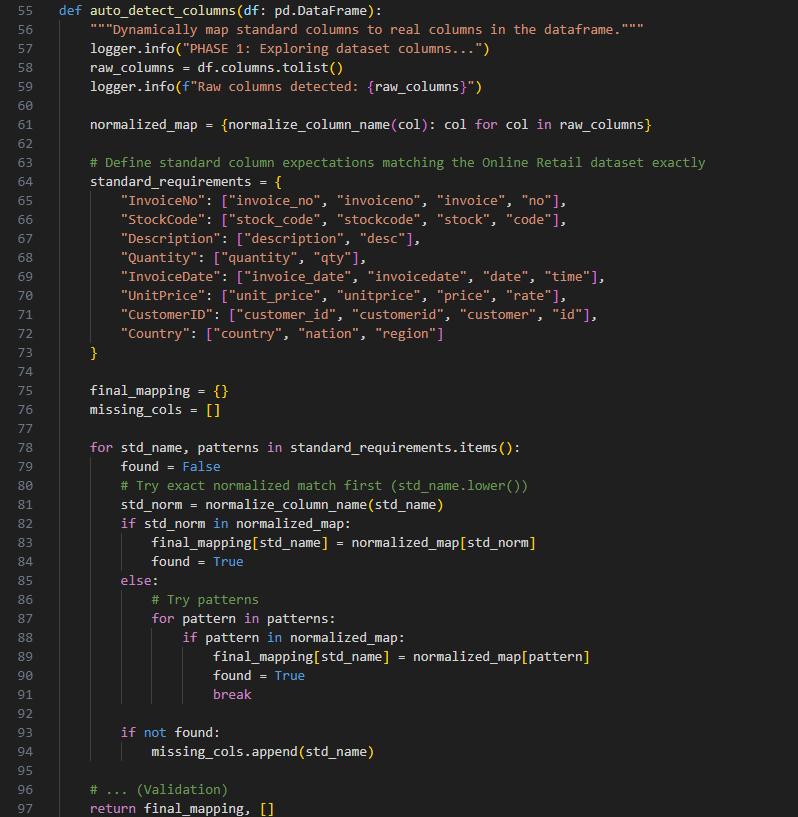 55 def auto_detect_columns(df: pd.DataFrame):
56     """Dynamically map standard columns to real columns in the dataframe."""
57     logger.info("PHASE 1: Exploring dataset columns...")
58     raw_columns = df.columns.tolist()
59     logger.info(f"Raw columns detected: {raw_columns}")
60
61     normalized_map = {normalize_column_name(col): col for col in raw_columns}
62
63     # Define standard column expectations matching the Online Retail dataset exactly
64     standard_requirements = {
65         "InvoiceNo": ["invoice_no", "invoiceno", "invoice", "no"],
66         "StockCode": ["stock_code", "stockcode", "stock", "code"],
67         "Description": ["description", "desc"],
68         "Quantity": ["quantity", "qty"],
69         "InvoiceDate": ["invoice_date", "invoicedate", "date", "time"],
70         "UnitPrice": ["unit_price", "unitprice", "price", "rate"],
71         "CustomerID": ["customer_id", "customerid", "customer", "id"],
72         "Country": ["country", "nation", "region"]
73     }
74
75     final_mapping = {}
76     missing_cols = []
77
78     for std_name, patterns in standard_requirements.items():
79         found = False
80         # Try exact normalized match first (std_name.lower())
81         std_norm = normalize_column_name(std_name)
82         if std_norm in normalized_map:
83             final_mapping[std_name] = normalized_map[std_norm]
84             found = True
85         else:
86             # Try patterns
87             for pattern in patterns:
88                 if pattern in normalized_map:
89                     final_mapping[std_name] = normalized_map[pattern]
90                     found = True
91                     break
92
93         if not found:
94             missing_cols.append(std_name)
95
96     # ... (Validation)
97     return final_mapping, []